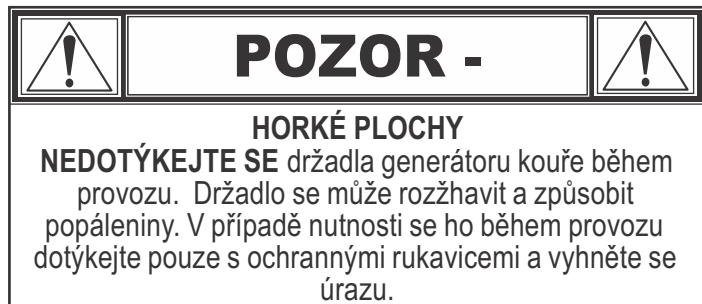 POZOR -
HORKÉ PLOCHY
NEDOTÝKEJTE SE držadla generátoru kouře během
provozu.  Držadlo se může rozžhavit a způsobit
popáleniny. V případě nutnosti se ho během provozu
dotýkejte pouze s ochrannými rukavicemi a vyhněte se
úrazu.